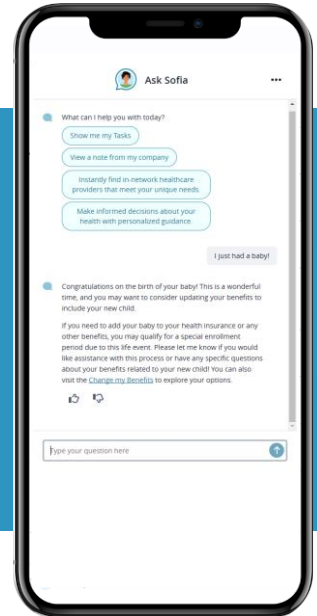 Ask Sofia
What can I help you with today?
Show me my Tasks
View a note from my company
Instantly find in-network healthcare
providers that meet your unique needs.
Make informed decisions about your
health with personalized guidance.
I just had a baby!
Congratulations on the birth of your baby! This is a wonderful
time, and you may want to consider updating your benefits to
include your new child.
If you need to add your baby to your health insurance or any
other benefits, you may qualify for a special enrollment
period due to this life event. Please let me know if you would
like assistance with this process or have any specific questions
about your benefits related to your new child! You can also
visit the Change my Benefits to explore your options.
Type your question here